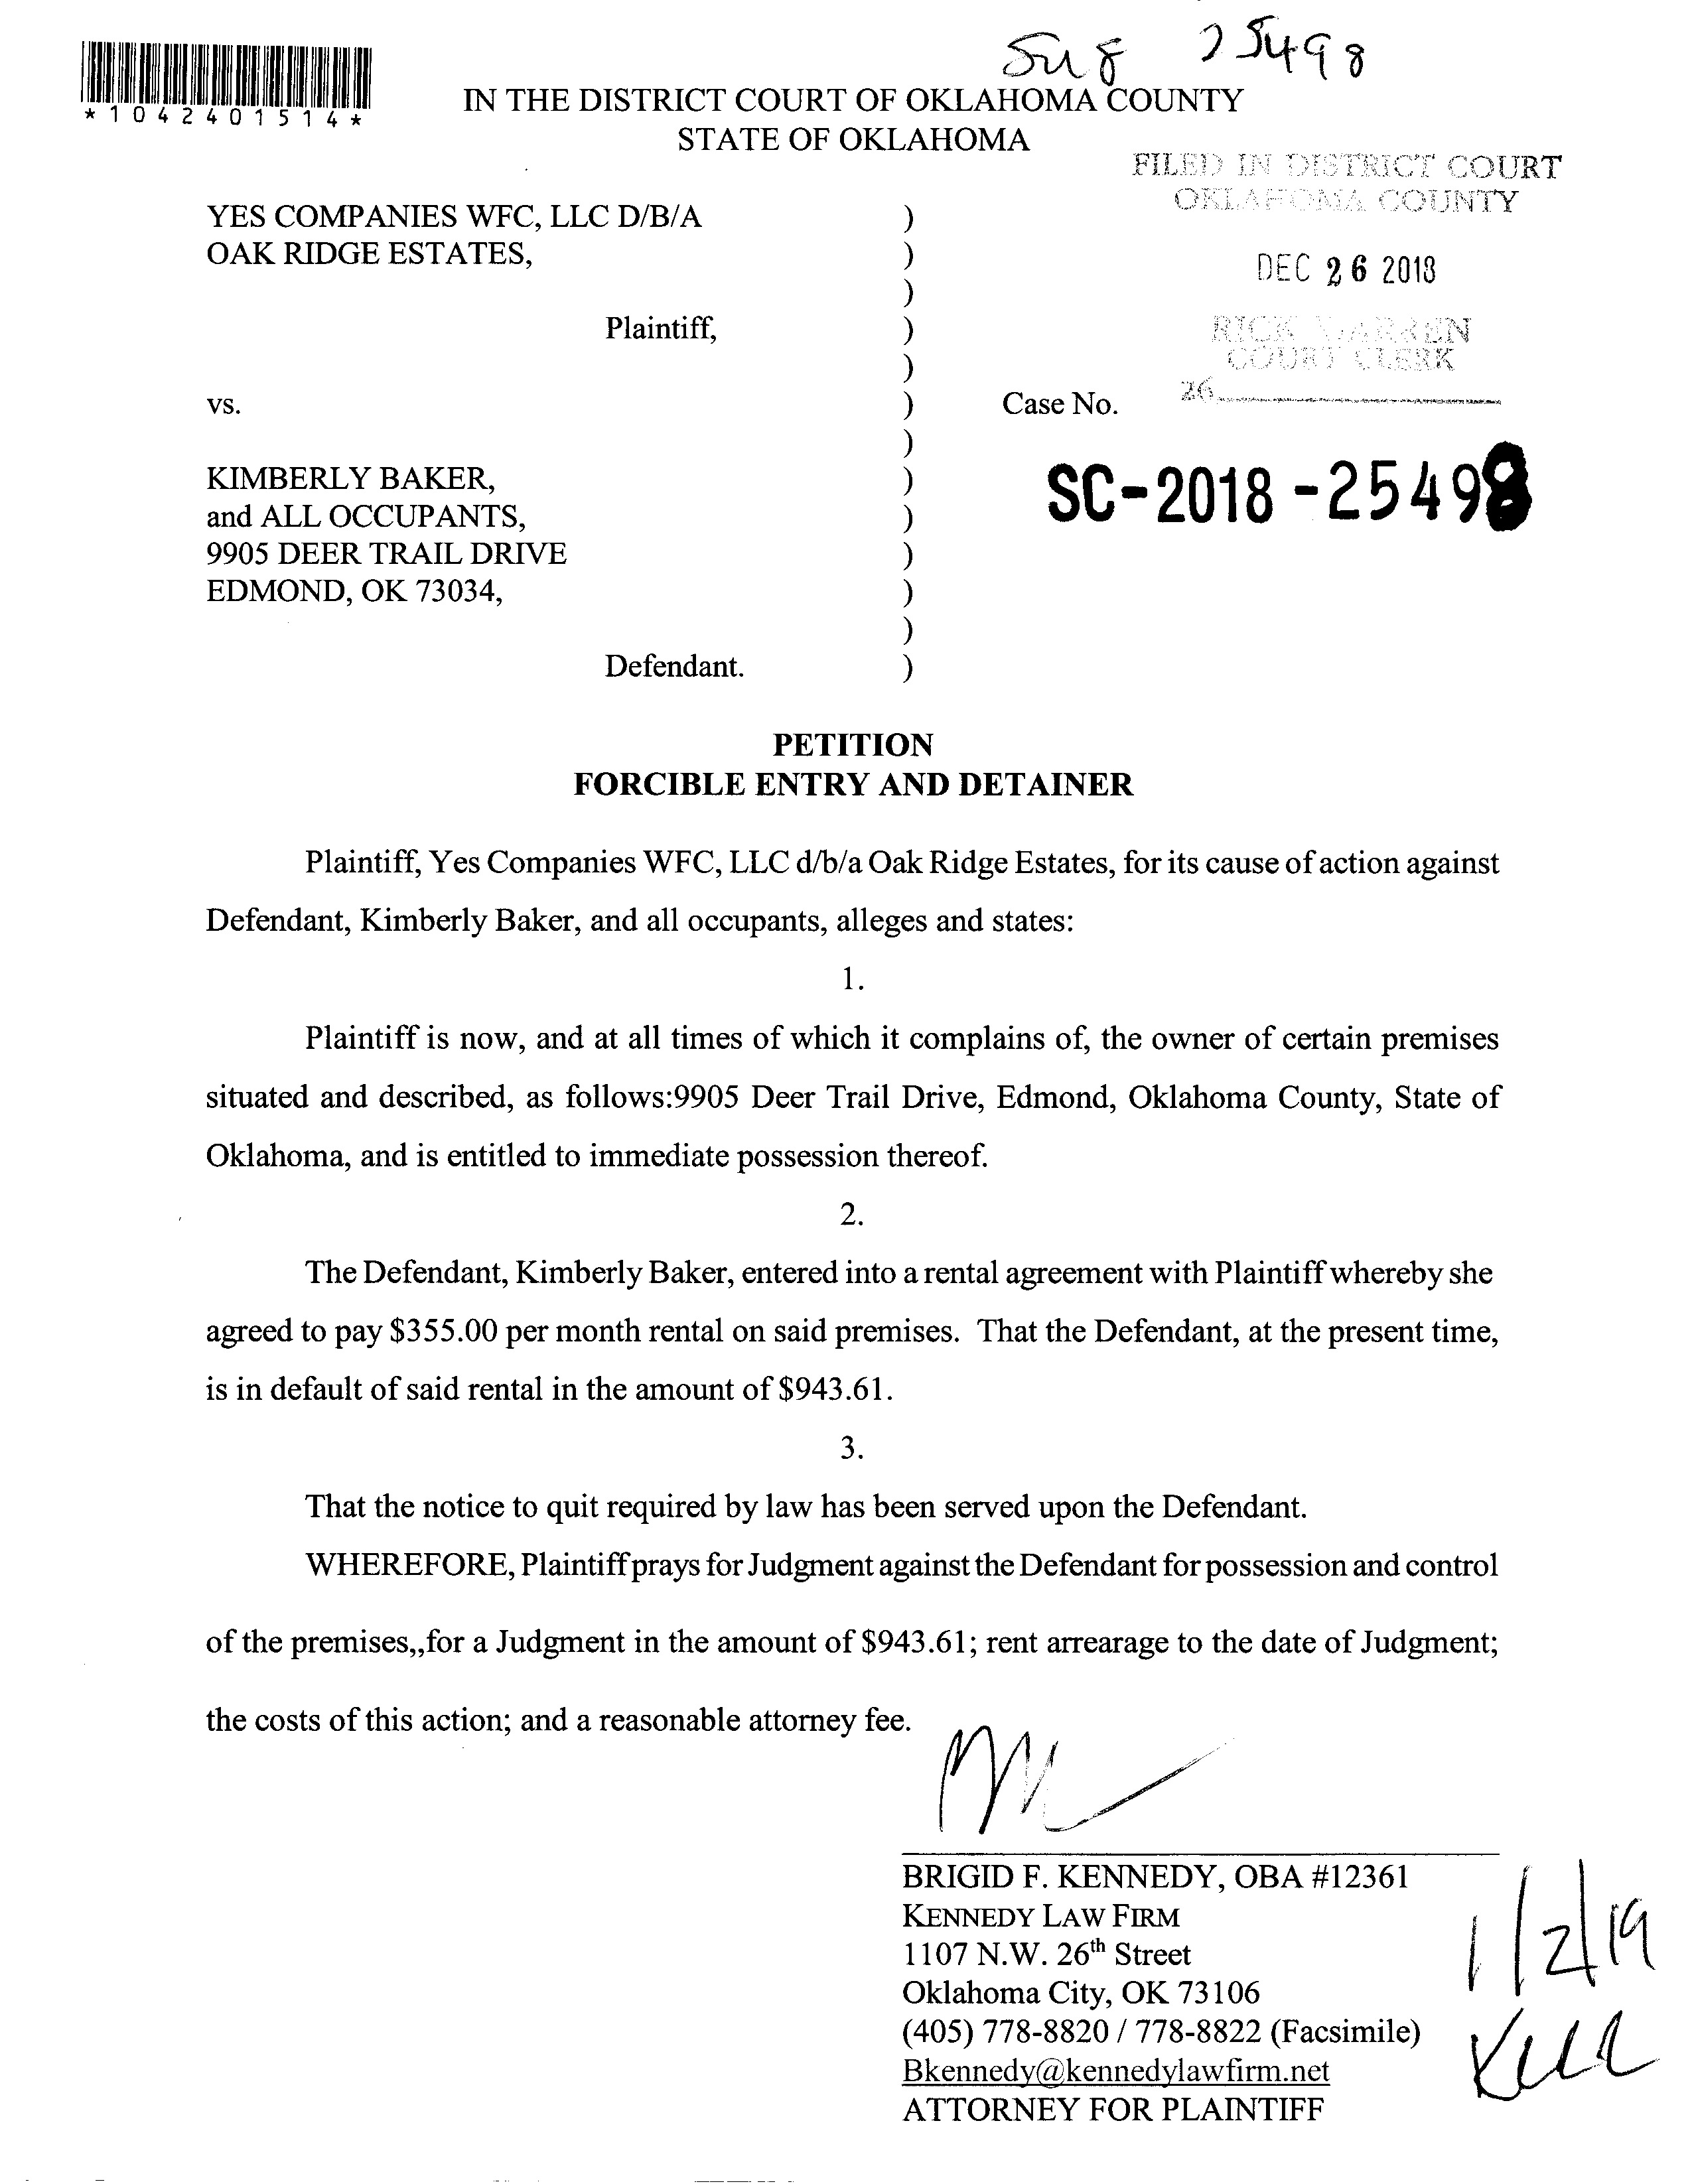 Sug 25498
*1042401514*
IN THE DISTRICT COURT OF OKLAHOMA COUNTY
STATE OF OKLAHOMA
FILED IN DISTRICT COURT
OKLAHOMA COUNTY
DEC 26 2018
RICK WARREN
COURT CLERK
26
YES COMPANIES WFC, LLC D/B/A )
OAK RIDGE ESTATES, )
)
Plaintiff, )
)
vs. ) Case No.
)
KIMBERLY BAKER, ) SC-2018-25498
and ALL OCCUPANTS, )
9905 DEER TRAIL DRIVE )
EDMOND, OK 73034, )
)
Defendant. )
PETITION
FORCIBLE ENTRY AND DETAINER
Plaintiff, Yes Companies WFC, LLC d/b/a Oak Ridge Estates, for its cause of action against
Defendant, Kimberly Baker, and all occupants, alleges and states:
1.
Plaintiff is now, and at all times of which it complains of, the owner of certain premises
situated and described, as follows:9905 Deer Trail Drive, Edmond, Oklahoma County, State of
Oklahoma, and is entitled to immediate possession thereof.
2.
The Defendant, Kimberly Baker, entered into a rental agreement with Plaintiff whereby she
agreed to pay $355.00 per month rental on said premises. That the Defendant, at the present time,
is in default of said rental in the amount of $943.61.
3.
That the notice to quit required by law has been served upon the Defendant.
WHEREFORE, Plaintiff prays for Judgment against the Defendant for possession and control
of the premises,,for a Judgment in the amount of $943.61; rent arrearage to the date of Judgment;
the costs of this action; and a reasonable attorney fee.
BRIGID F. KENNEDY, OBA #12361
KENNEDY LAW FIRM
1107 N.W. 26th Street
Oklahoma City, OK 73106
(405) 778-8820 / 778-8822 (Facsimile)
Bkennedy@kennedylawfirm.net
ATTORNEY FOR PLAINTIFF
1/2/19